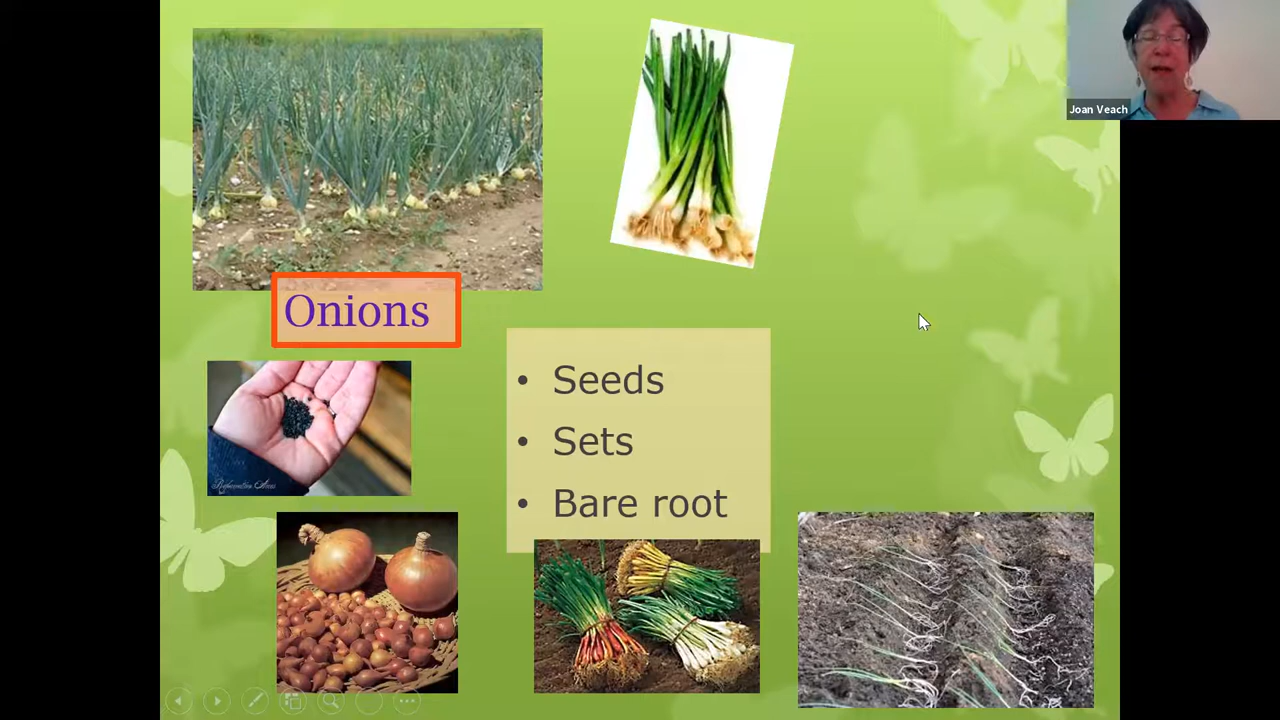 Joan Veach
Onions
• Seeds
• Sets
• Bare root